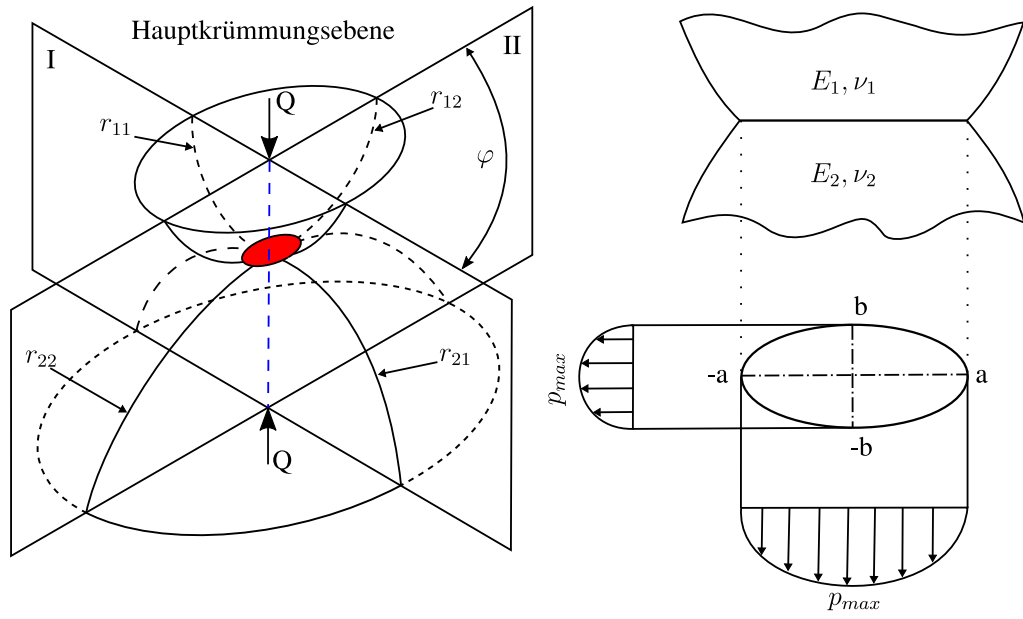 Hauptkrümmungsebene
I
II
Q
r₁₁
r₁₂
φ
r₂₂
r₂₁
Q
E₁, ν₁
E₂, ν₂
b
-a
a
-b
pₘₐₓ
pₘₐₓ